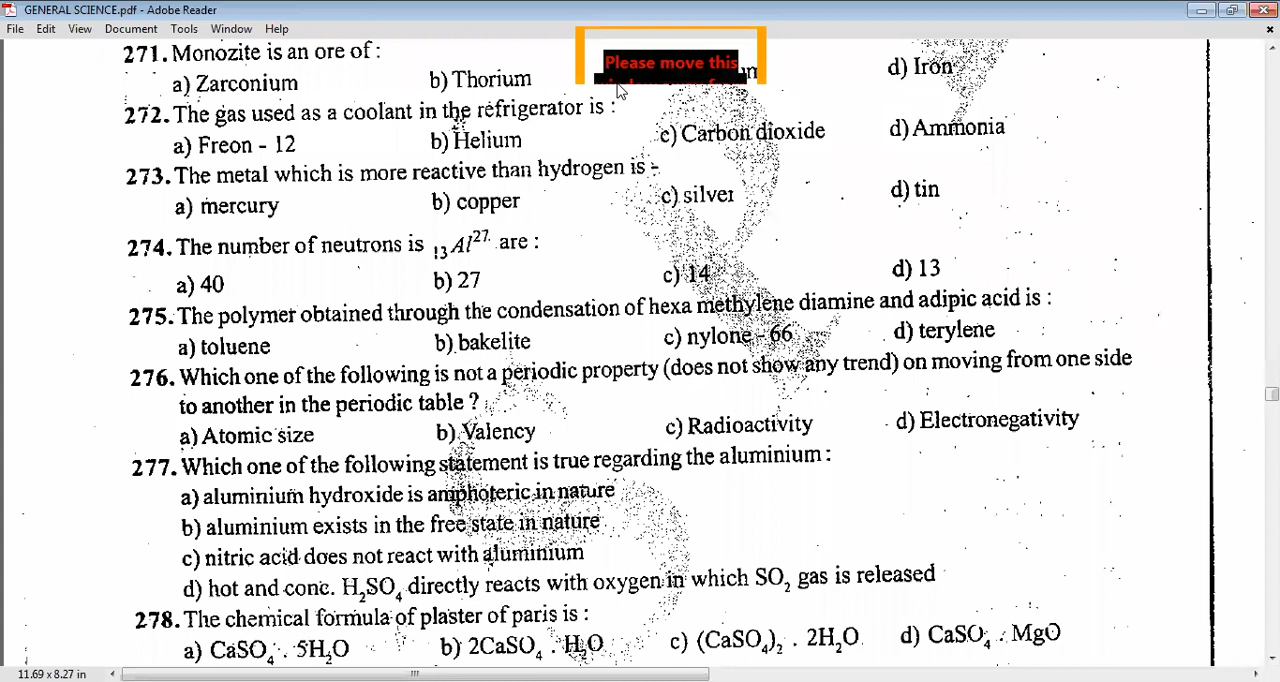 GENERAL SCIENCE.pdf - Adobe Reader
File Edit View Document Tools Window Help
271. Monozite is an ore of :
Please move this
a) Zarconium b) Thorium d) Iron
272. The gas used as a coolant in the refrigerator is :
a) Freon - 12 b) Helium c) Carbon dioxide d) Ammonia
273. The metal which is more reactive than hydrogen is :-
a) mercury b) copper c) silver d) tin
274. The number of neutrons is ₁₃Al²⁷ are :
a) 40 b) 27 c) 14 d) 13
275. The polymer obtained through the condensation of hexa methylene diamine and adipic acid is :
a) toluene b) bakelite c) nylone - 66 d) terylene
276. Which one of the following is not a periodic property (does not show any trend) on moving from one side
to another in the periodic table ?
a) Atomic size b) Valency c) Radioactivity d) Electronegativity
277. Which one of the following statement is true regarding the aluminium :
a) aluminium hydroxide is amphoteric in nature
b) aluminium exists in the free state in nature
c) nitric acid does not react with aluminium
d) hot and conc. H₂SO₄ directly reacts with oxygen in which SO₂ gas is released
278. The chemical formula of plaster of paris is :
a) CaSO₄ . 5H₂O b) 2CaSO₄ . H₂O c) (CaSO₄)₂ . 2H₂O d) CaSO₄ . MgO
11.69 x 8.27 in